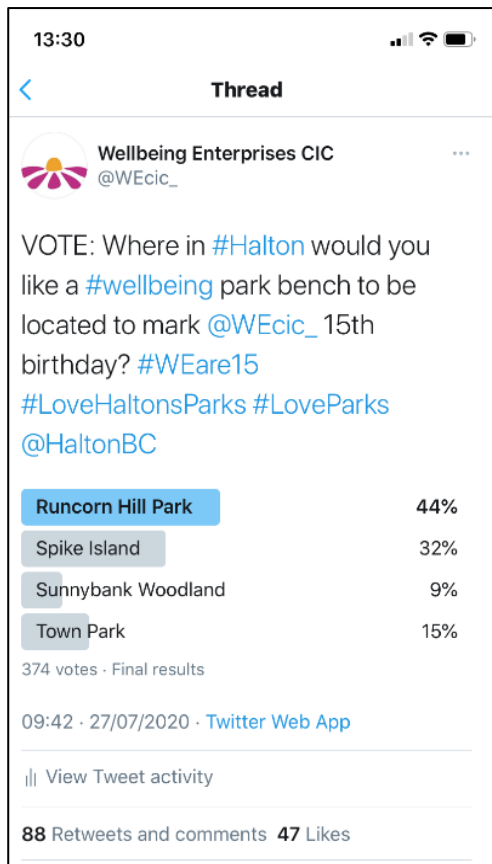 13:30
Thread
Wellbeing Enterprises CIC
@WEcic_
VOTE: Where in #Halton would you
like a #wellbeing park bench to be
located to mark @WEcic_ 15th
birthday? #WEare15
#LoveHaltonsParks #LoveParks
@HaltonBC
Runcorn Hill Park 44%
Spike Island 32%
Sunnybank Woodland 9%
Town Park 15%
374 votes · Final results
09:42 · 27/07/2020 · Twitter Web App
View Tweet activity
88 Retweets and comments 47 Likes